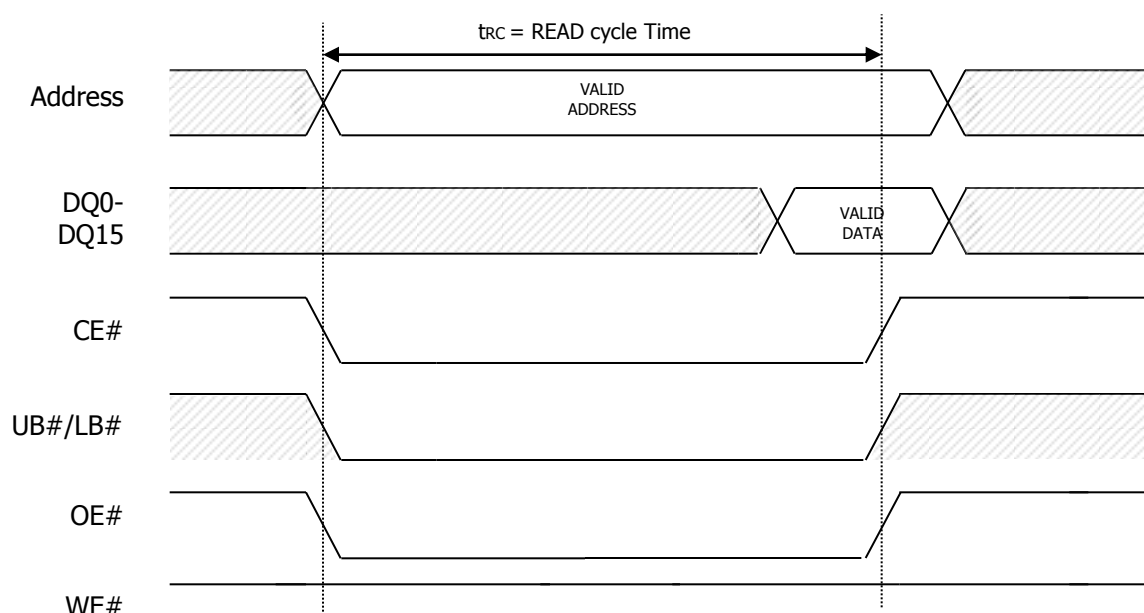 tRC = READ cycle Time
Address
VALID
ADDRESS
DQ0-
DQ15
VALID
DATA
CE#
UB#/LB#
OE#
WE#